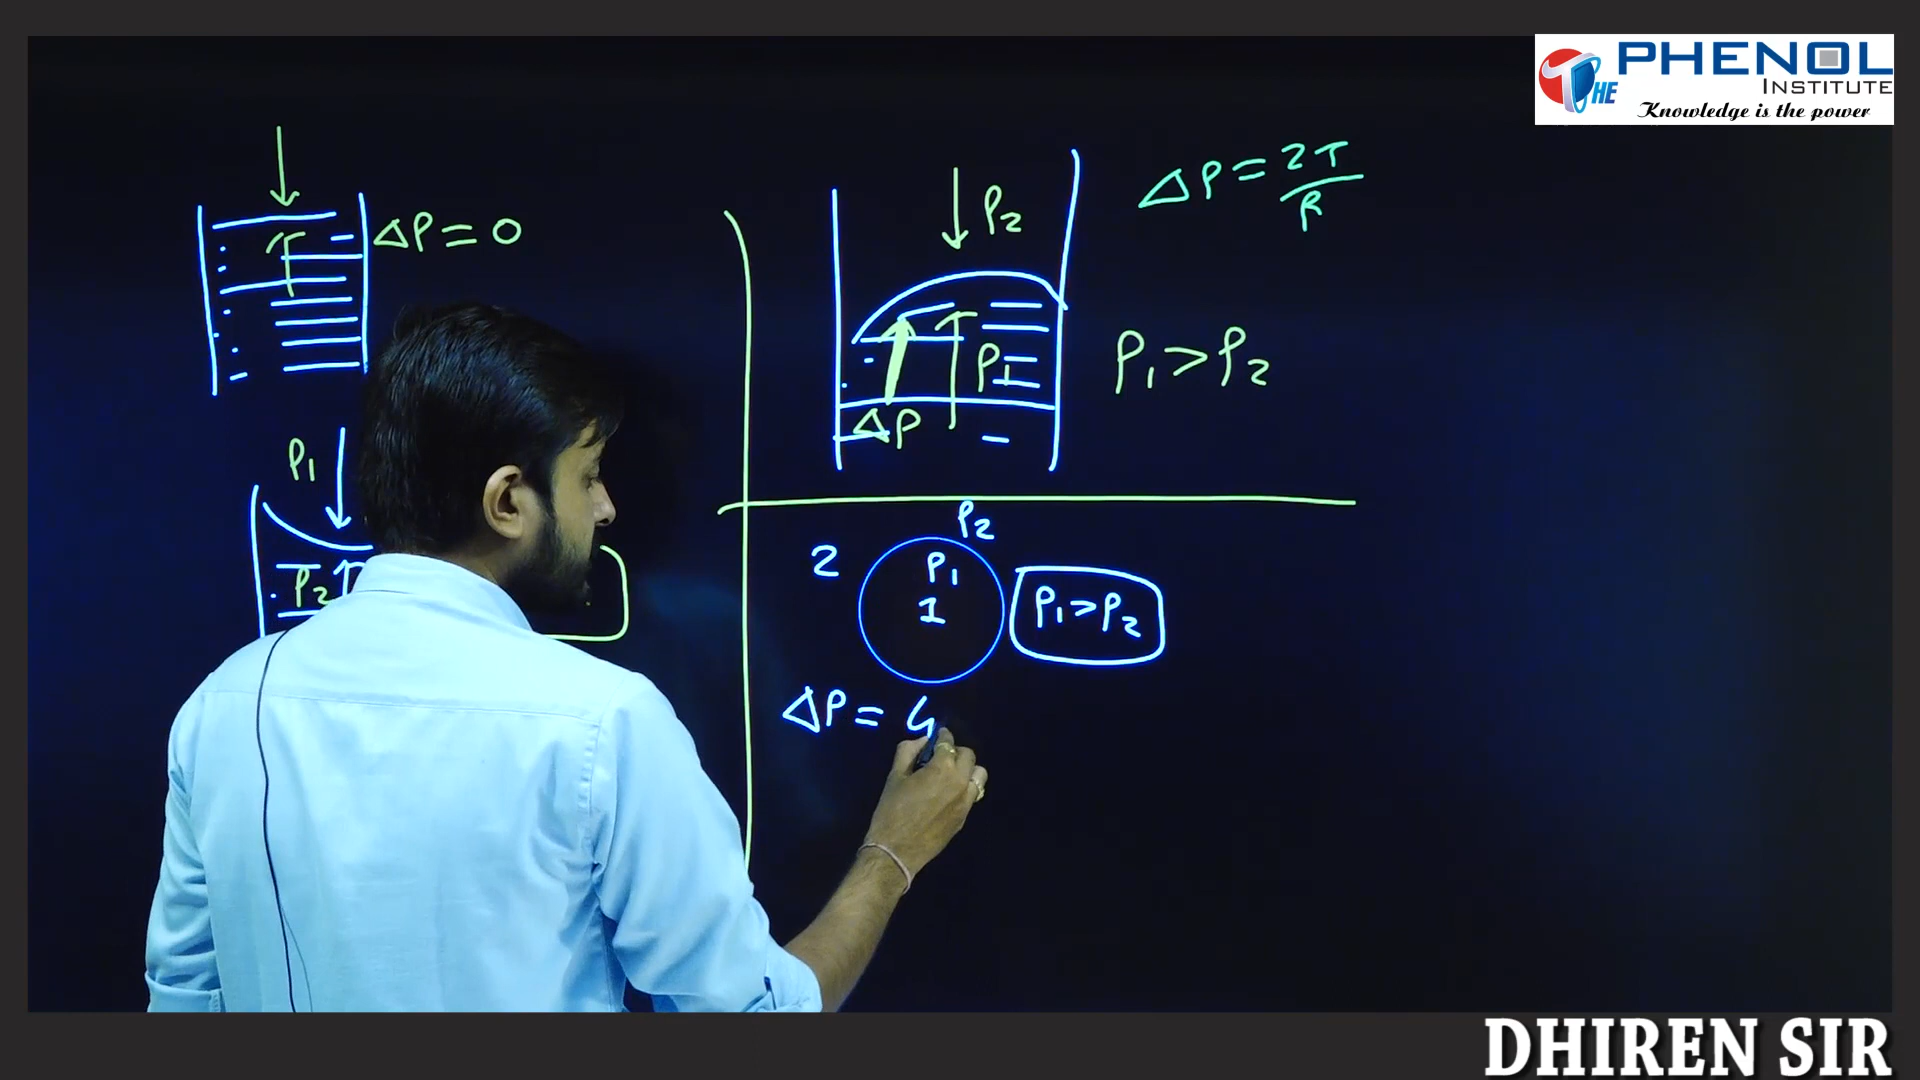 THE PHENOL
INSTITUTE
Knowledge is the power
ΔP = 0
P1
P2
P2
P1
ΔP
ΔP = 2T/R
P1 > P2
P2
2
P1
1
P1 > P2
ΔP = 4
DHIREN SIR